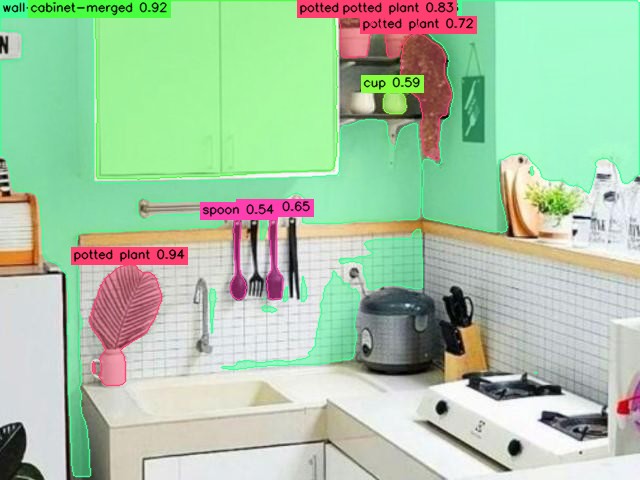 wall-cabinet-merged 0.92
potted potted plant 0.83
potted plant 0.72
cup 0.59
N
spoon 0.54 0.65
potted plant 0.94